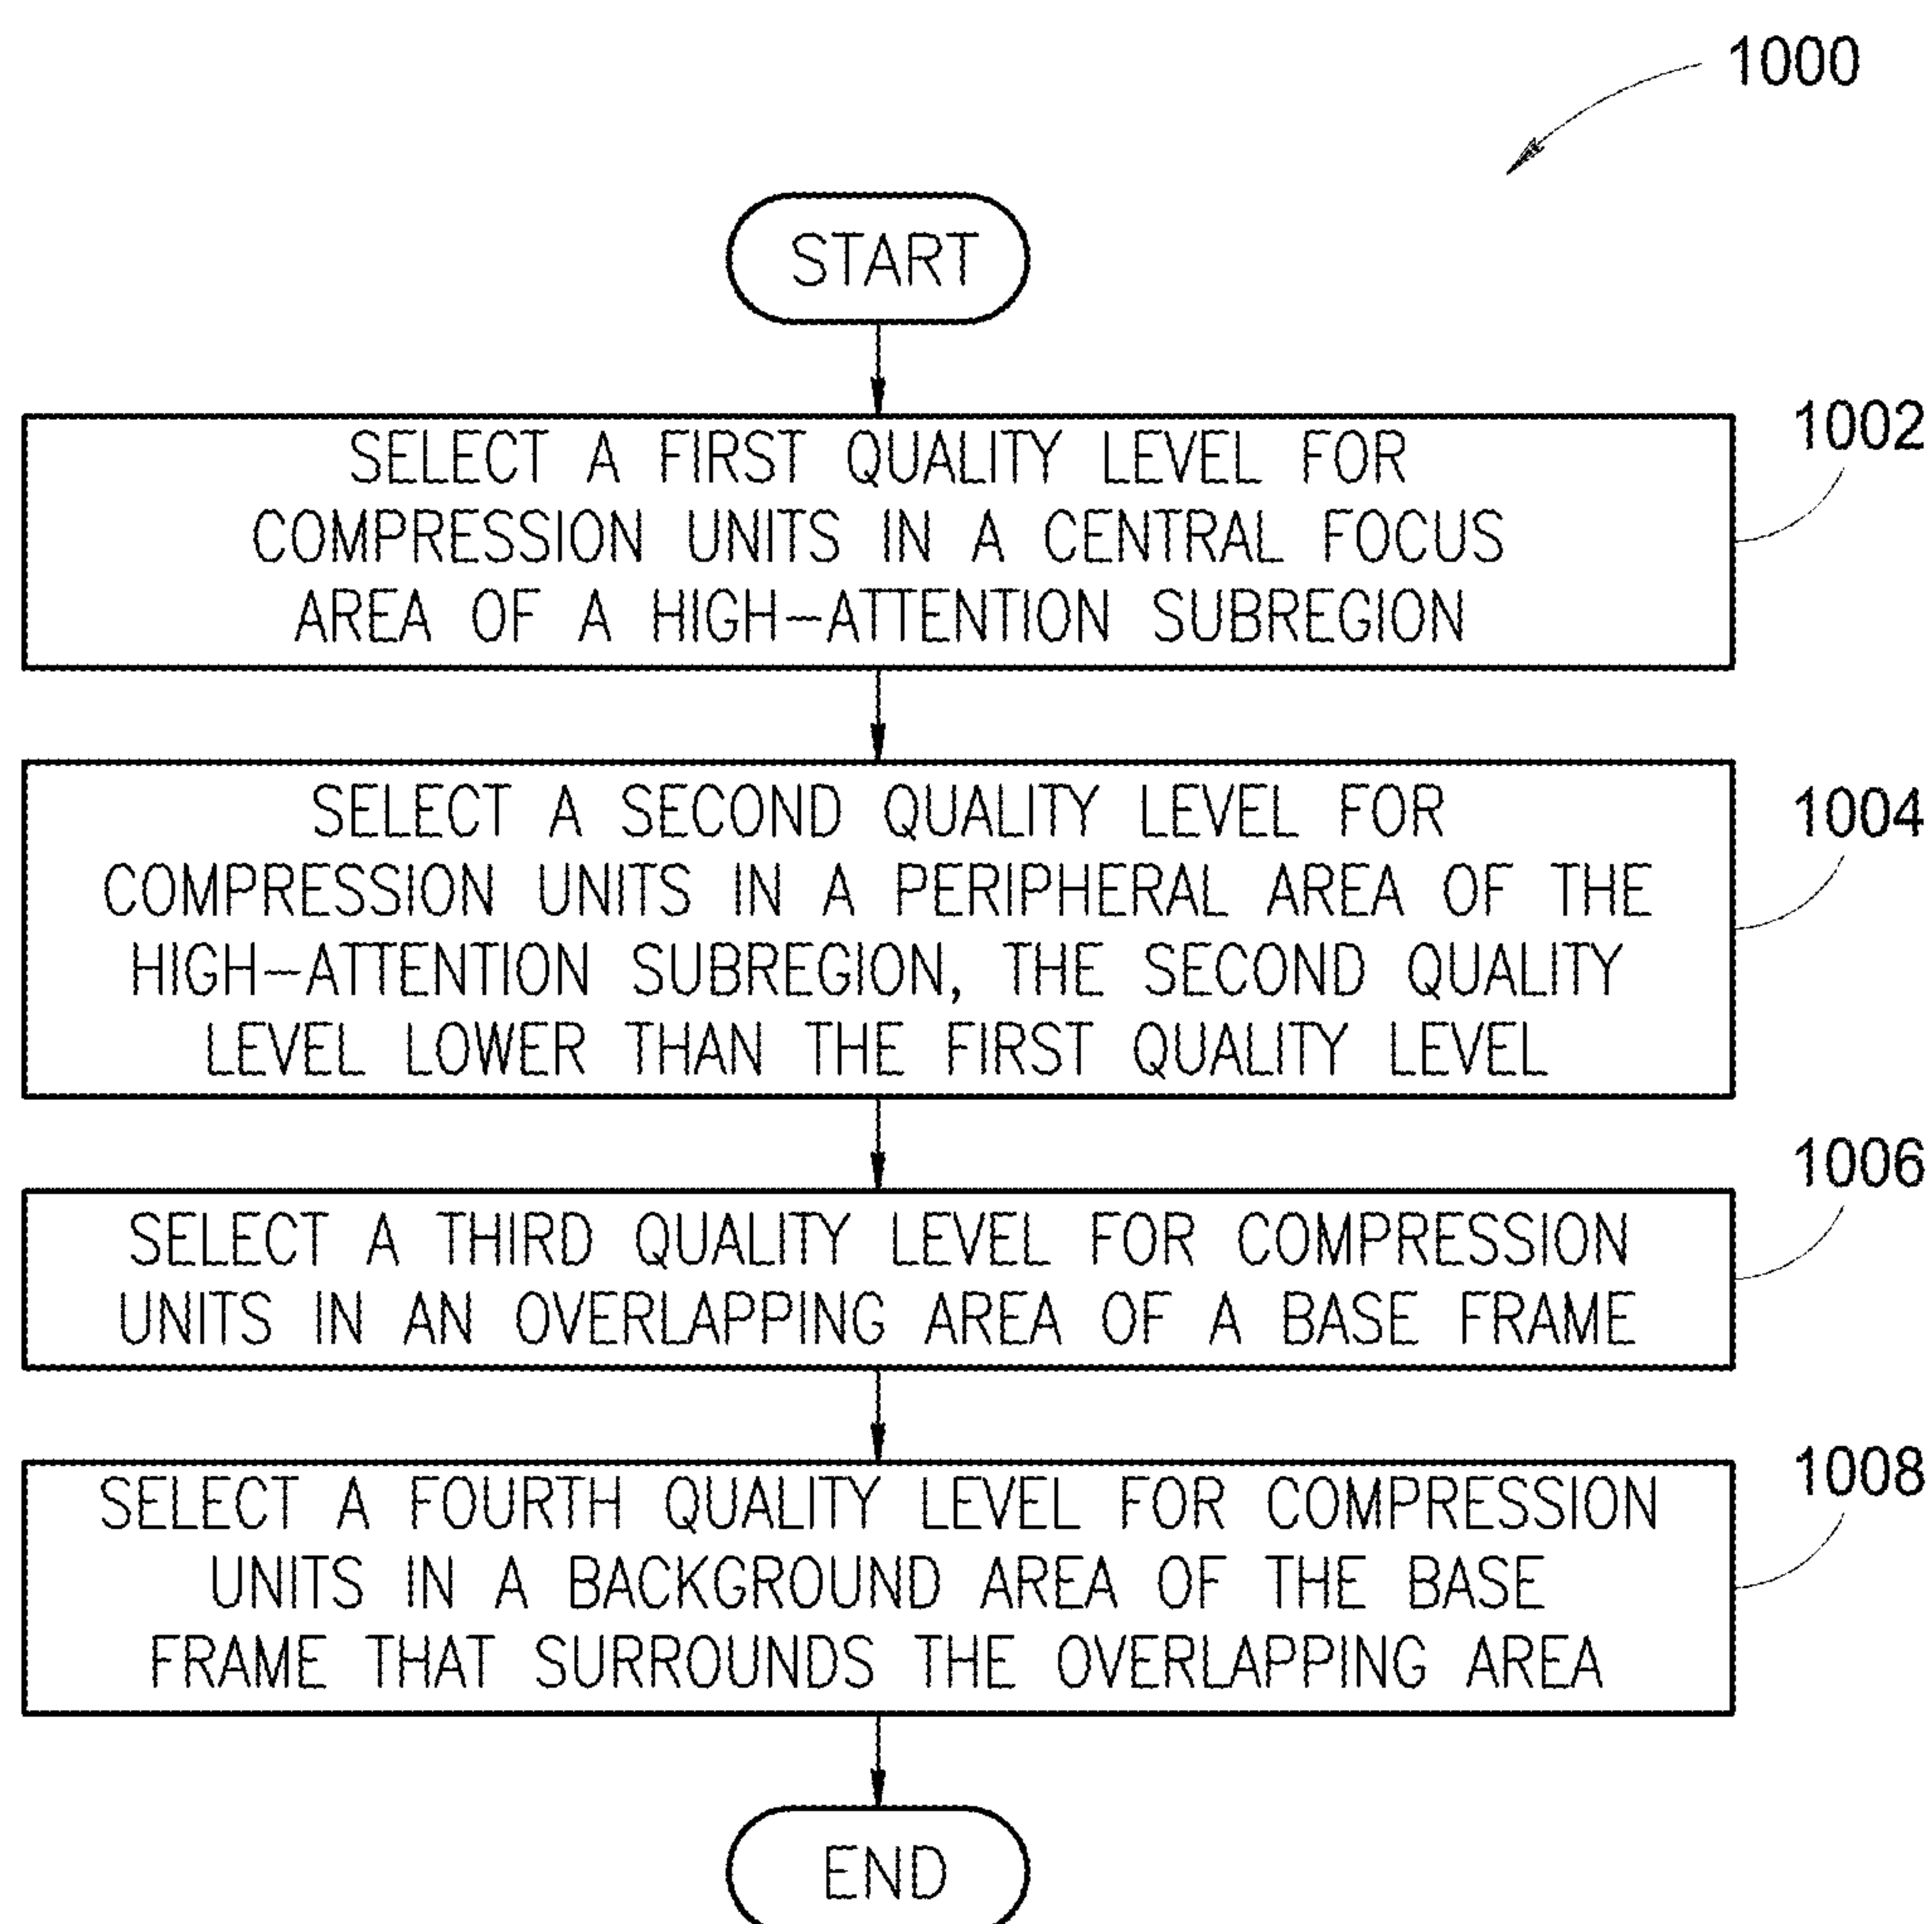 1000
START
SELECT A FIRST QUALITY LEVEL FOR
COMPRESSION UNITS IN A CENTRAL FOCUS
AREA OF A HIGH-ATTENTION SUBREGION
1002
SELECT A SECOND QUALITY LEVEL FOR
COMPRESSION UNITS IN A PERIPHERAL AREA OF THE
HIGH-ATTENTION SUBREGION, THE SECOND QUALITY
LEVEL LOWER THAN THE FIRST QUALITY LEVEL
1004
SELECT A THIRD QUALITY LEVEL FOR COMPRESSION
UNITS IN AN OVERLAPPING AREA OF A BASE FRAME
1006
SELECT A FOURTH QUALITY LEVEL FOR COMPRESSION
UNITS IN A BACKGROUND AREA OF THE BASE
FRAME THAT SURROUNDS THE OVERLAPPING AREA
1008
END